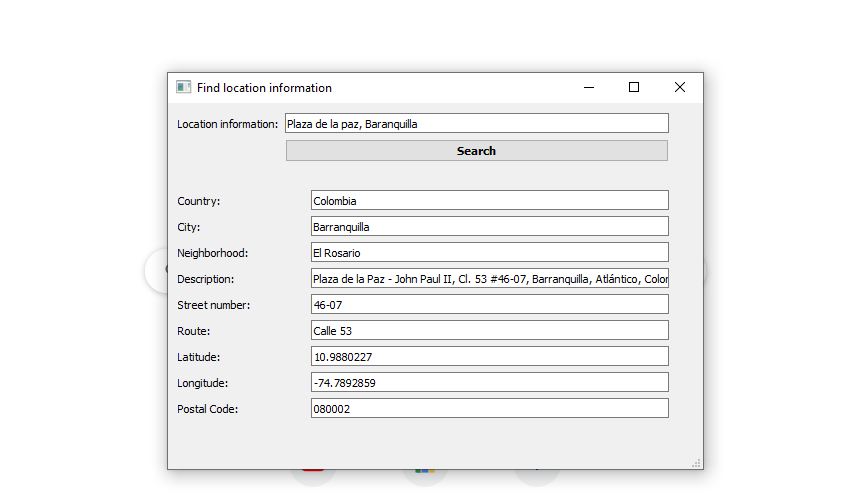 Find location information
Location information: Plaza de la paz, Baranquilla
Search
Country: Colombia
City: Barranquilla
Neighborhood: El Rosario
Description: Plaza de la Paz - John Paul II, Cl. 53 #46-07, Barranquilla, Atlántico, Color
Street number: 46-07
Route: Calle 53
Latitude: 10.9880227
Longitude: -74.7892859
Postal Code: 080002